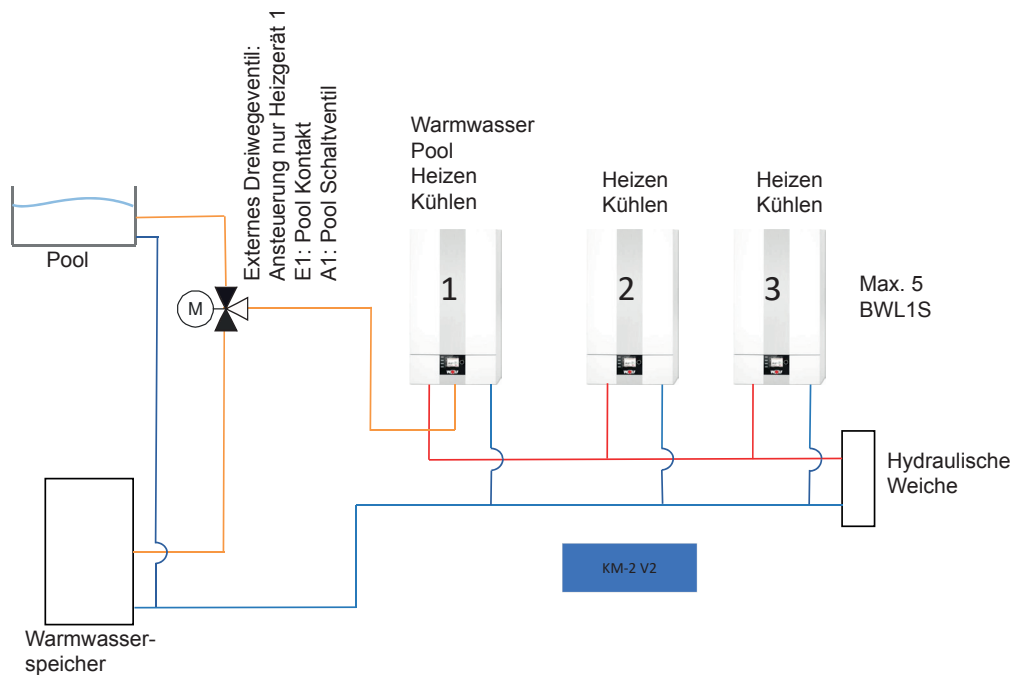 Externes Dreiwegeventil:
Ansteuerung nur Heizgerät 1
E1: Pool Kontakt
A1: Pool Schaltventil
Warmwasser
Pool
Heizen
Kühlen
Heizen
Kühlen
Heizen
Kühlen
Pool
M
1
2
3
Max. 5
BWL1S
Hydraulische
Weiche
KM-2 V2
Warmwasser-
speicher